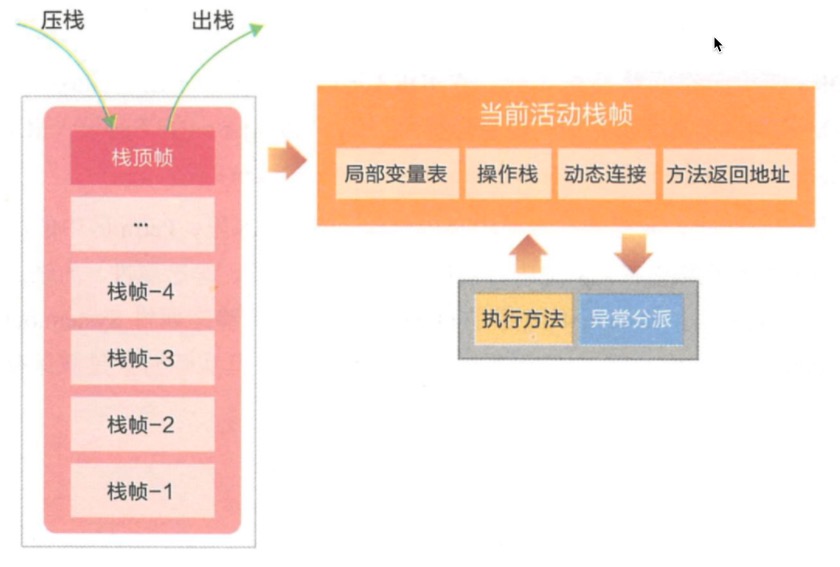 压栈
出栈
栈顶帧
...
栈帧-4
栈帧-3
栈帧-2
栈帧-1
当前活动栈帧
局部变量表
操作栈
动态连接
方法返回地址
执行方法
异常分派